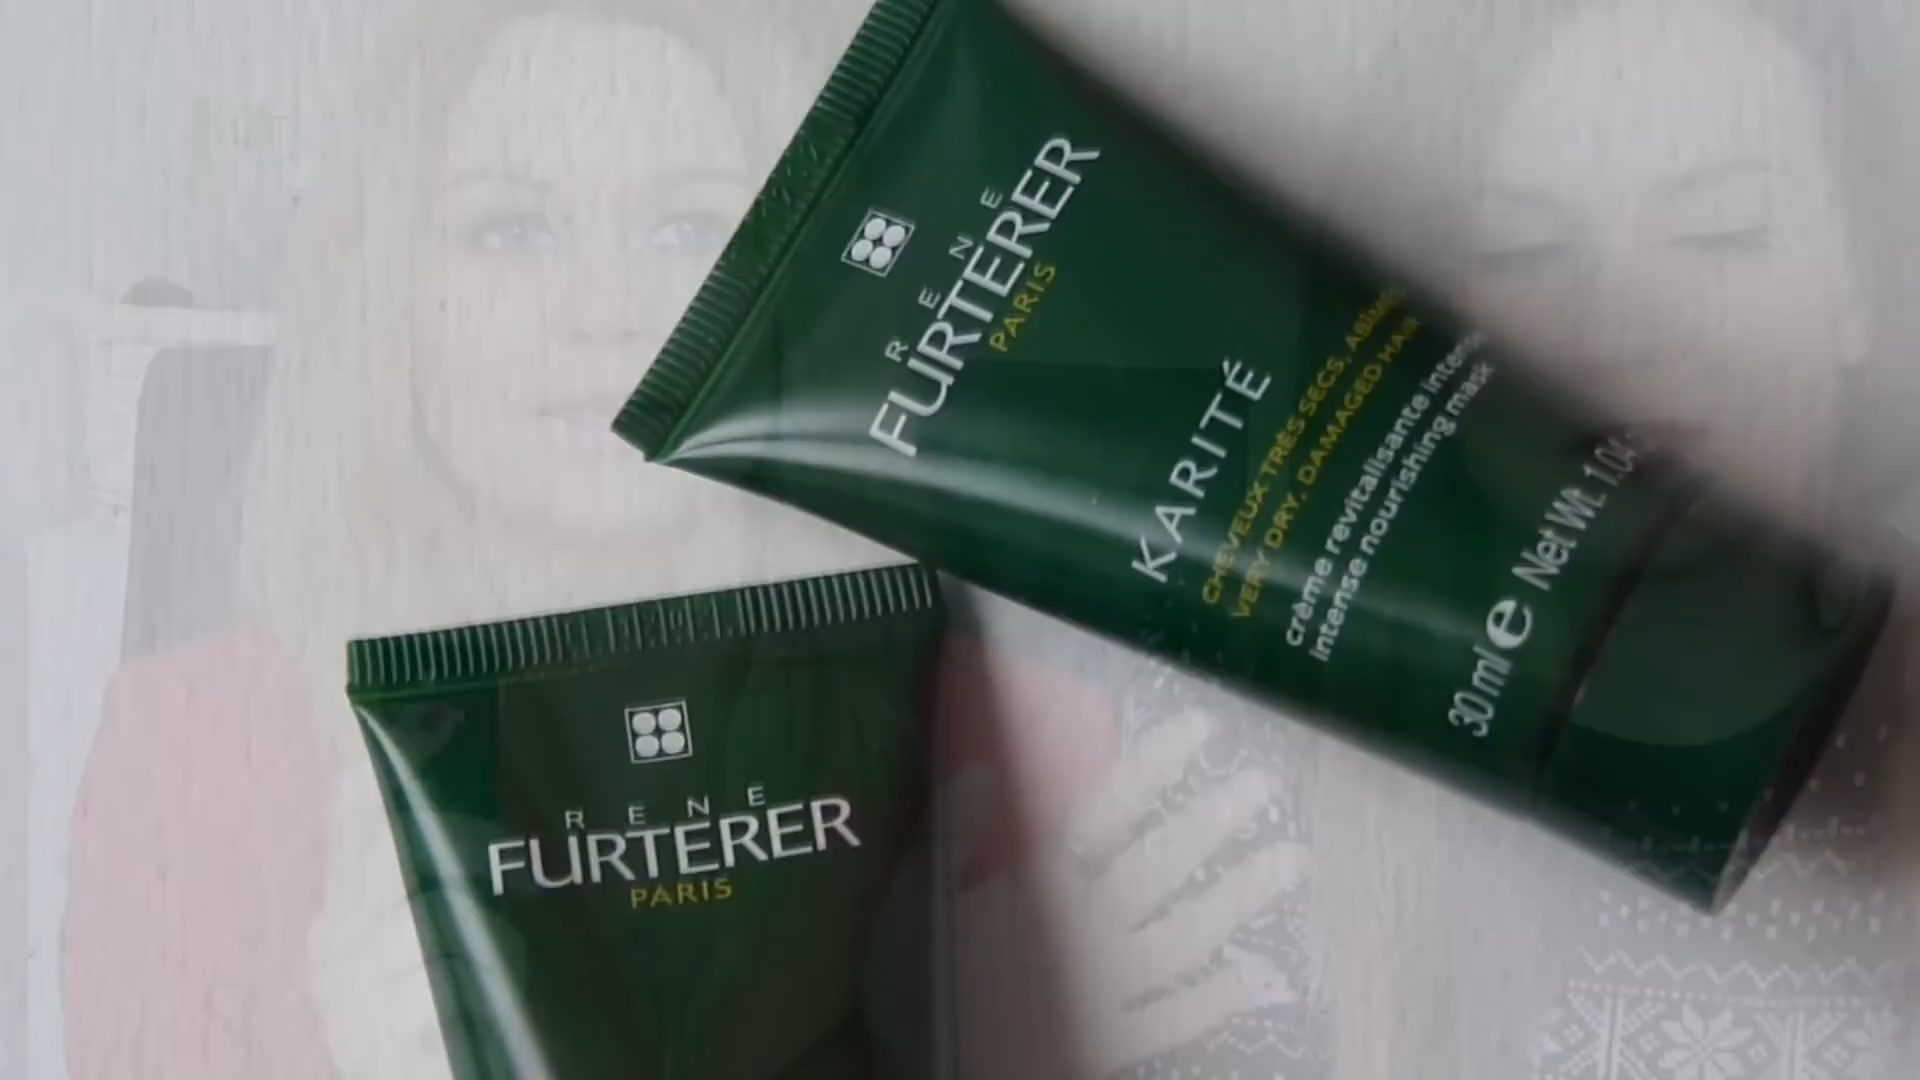 RENE
FURTERER
PARIS
KARITÉ
CHEVEUX TRÈS SECS, ABÎMÉS
VERY DRY, DAMAGED HAIR
crème revitalisante intense
intense nourishing mask
30 ml e Net Wt. 1.04
RENE
FURTERER
PARIS